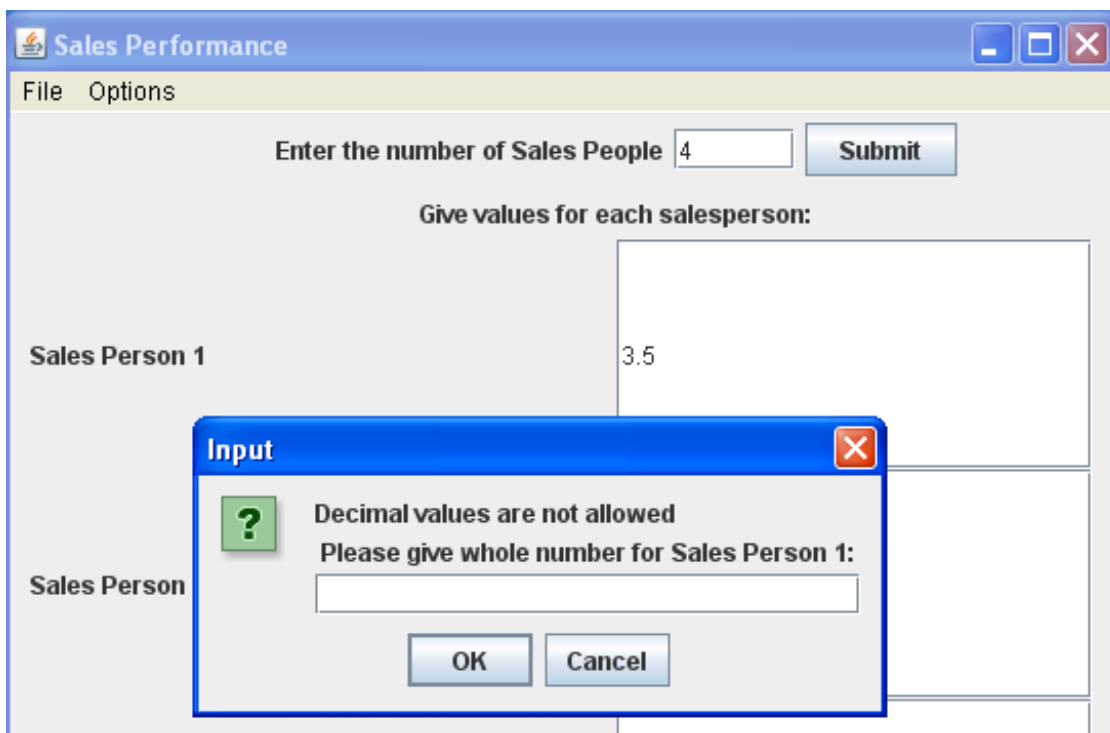 Sales Performance
File Options
Enter the number of Sales People 4 Submit
Give values for each salesperson:
Sales Person 1 3.5
Input
Decimal values are not allowed
Please give whole number for Sales Person 1:
Sales Person
OK Cancel